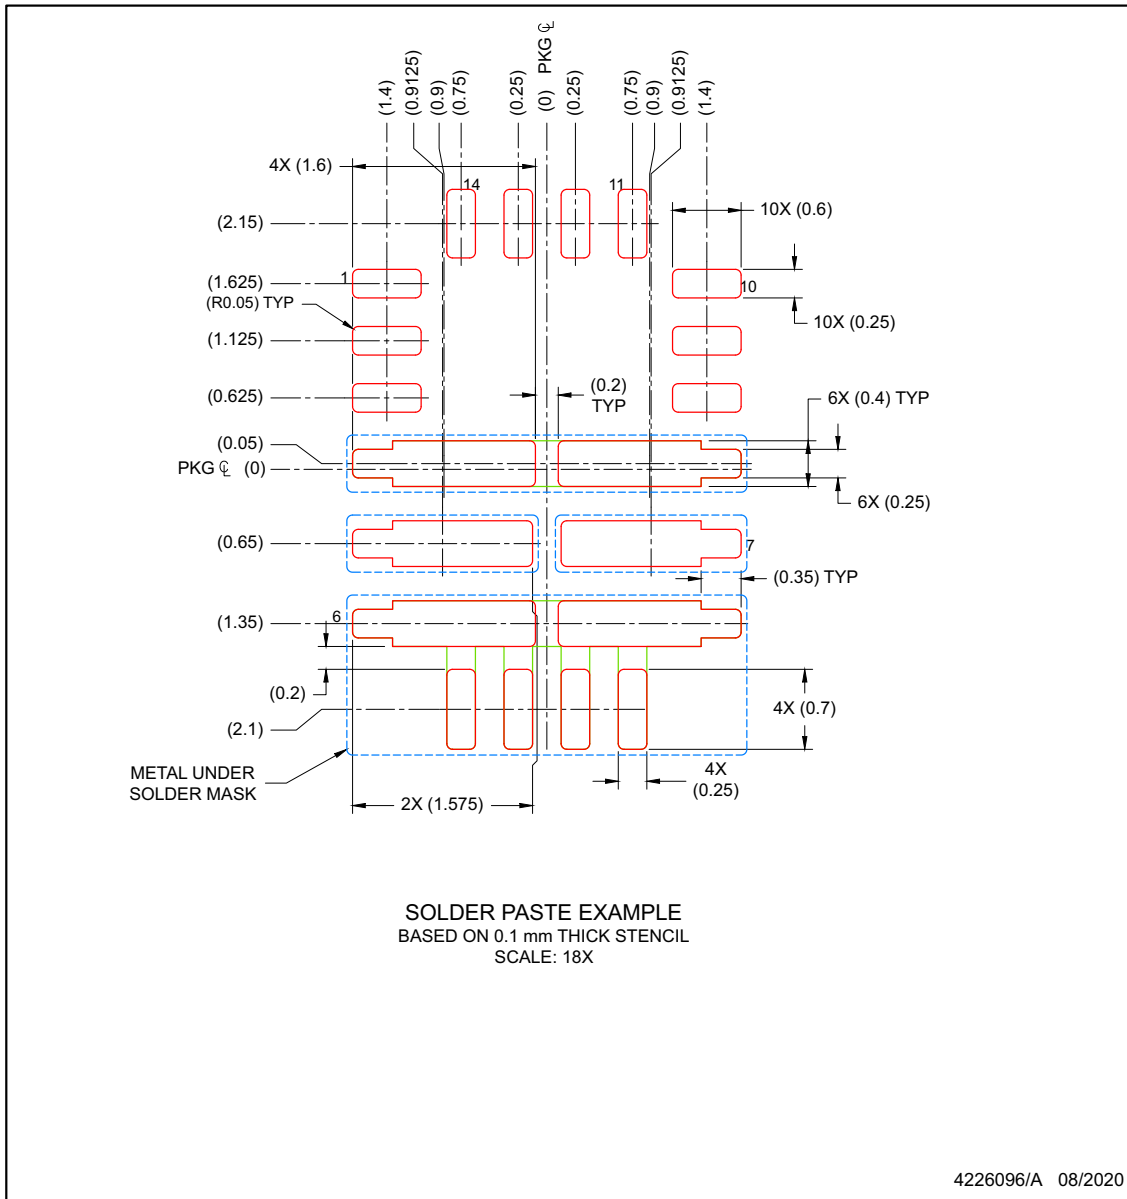 (1.4)
(0.9125)
(0.9)
(0.75)
(0.25)
(0) PKG ℄
(0.25)
(0.75)
(0.9)
(0.9125)
(1.4)
4X (1.6)
14
11
(2.15)
10X (0.6)
1
(1.625)
10
(R0.05) TYP
10X (0.25)
(1.125)
(0.2)
TYP
(0.625)
6X (0.4) TYP
(0.05)
PKG ℄ (0)
6X (0.25)
(0.65)
7
(0.35) TYP
6
(1.35)
(0.2)
4X (0.7)
(2.1)
METAL UNDER
SOLDER MASK
4X
(0.25)
2X (1.575)
SOLDER PASTE EXAMPLE
BASED ON 0.1 mm THICK STENCIL
SCALE: 18X
4226096/A 08/2020